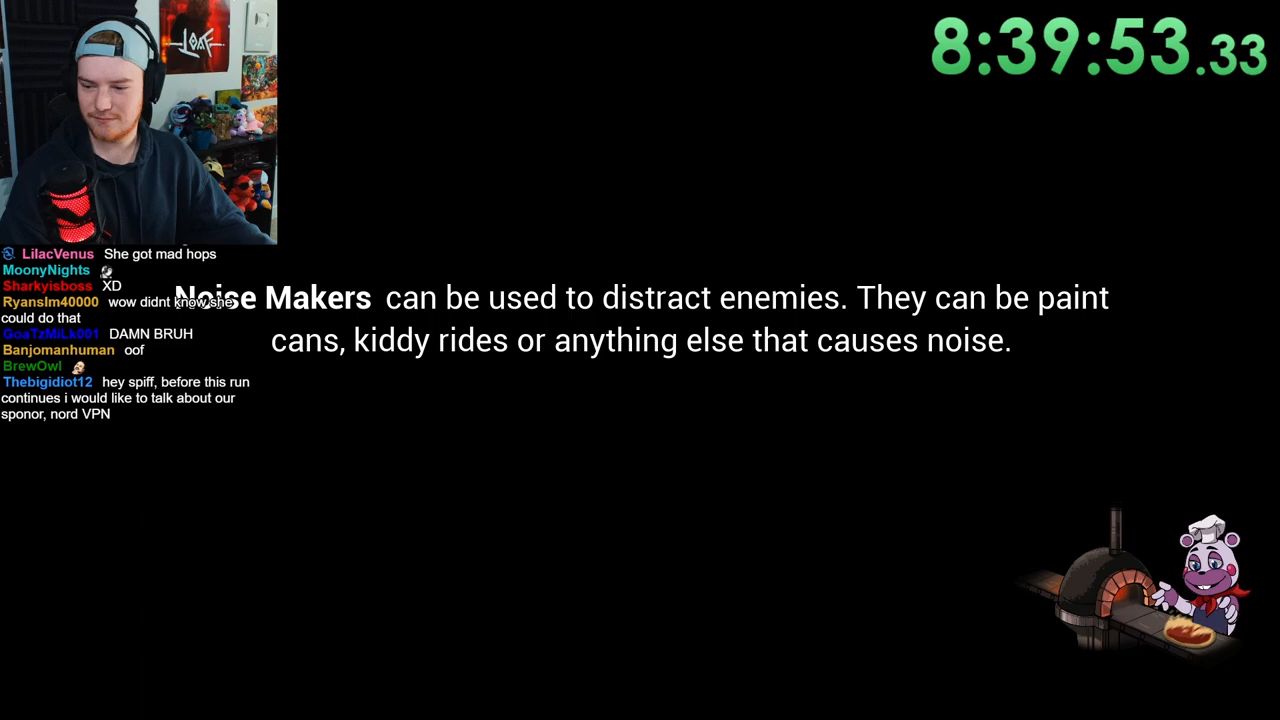 LOAF
8:39:53.33
LilacVenus She got mad hops
MoonyNights
Sharkyisboss XD
Noise Makers can be used to distract enemies. They can be paint
cans, kiddy rides or anything else that causes noise.
Ryanslm40000 wow didnt know she
could do that
GoaTzMiLk001 DAMN BRUH
Banjomanhuman oof
BrewOwl
Thebigidiot12 hey spiff, before this run
continues i would like to talk about our
sponor, nord VPN